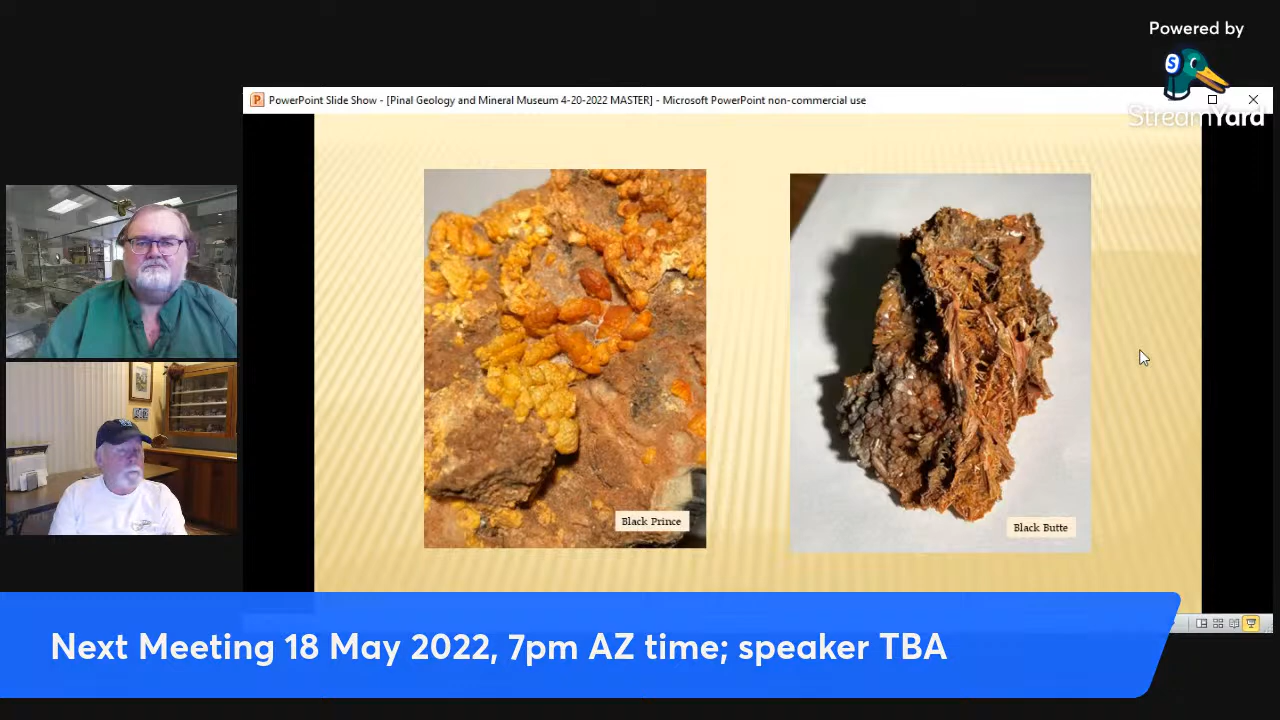 Powered by
S
StreamYard
P PowerPoint Slide Show - [Pinal Geology and Mineral Museum 4-20-2022 MASTER] - Microsoft PowerPoint non-commercial use
Black Prince
Black Butte
Next Meeting 18 May 2022, 7pm AZ time; speaker TBA